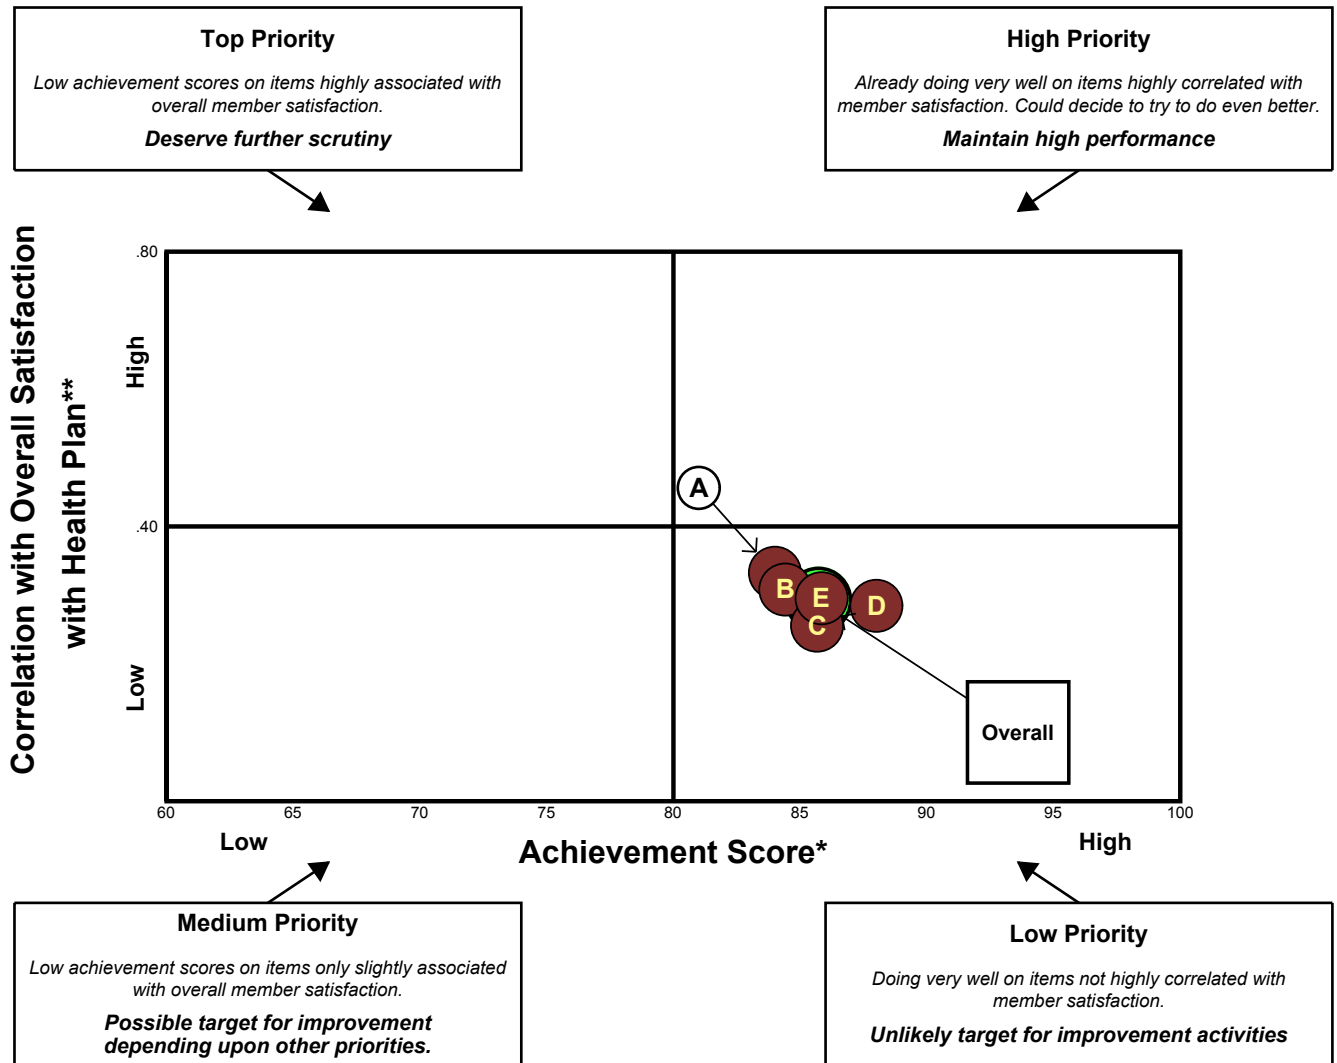 Top Priority
Low achievement scores on items highly associated with
overall member satisfaction.
Deserve further scrutiny
High Priority
Already doing very well on items highly correlated with
member satisfaction. Could decide to try to do even better.
Maintain high performance
Correlation with Overall Satisfaction
with Health Plan**
.80
High
.40
Low
A
B
E
D
C
Overall
60
65
70
75
80
85
90
95
100
Low
Achievement Score*
High
Medium Priority
Low achievement scores on items only slightly associated
with overall member satisfaction.
Possible target for improvement
depending upon other priorities.
Low Priority
Doing very well on items not highly correlated with
member satisfaction.
Unlikely target for improvement activities